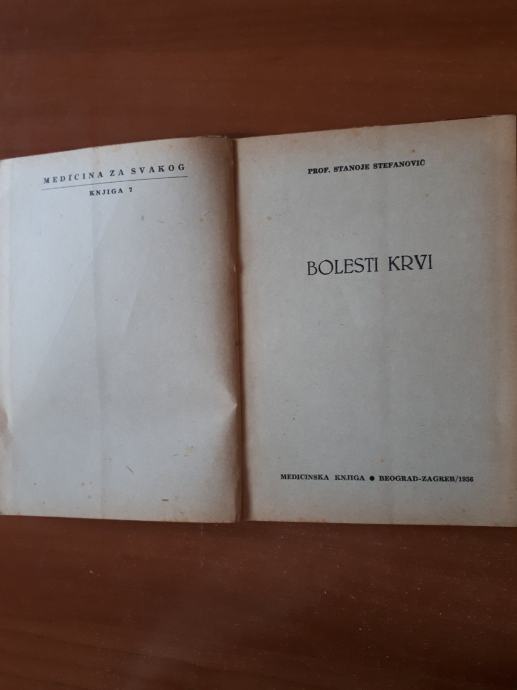 MEDICINA ZA SVAKOG
KNJIGA 7
PROF. STANOJE STEFANOVIĆ
BOLESTI KRVI
MEDICINSKA KNJIGA ● BEOGRAD-ZAGREB/1956